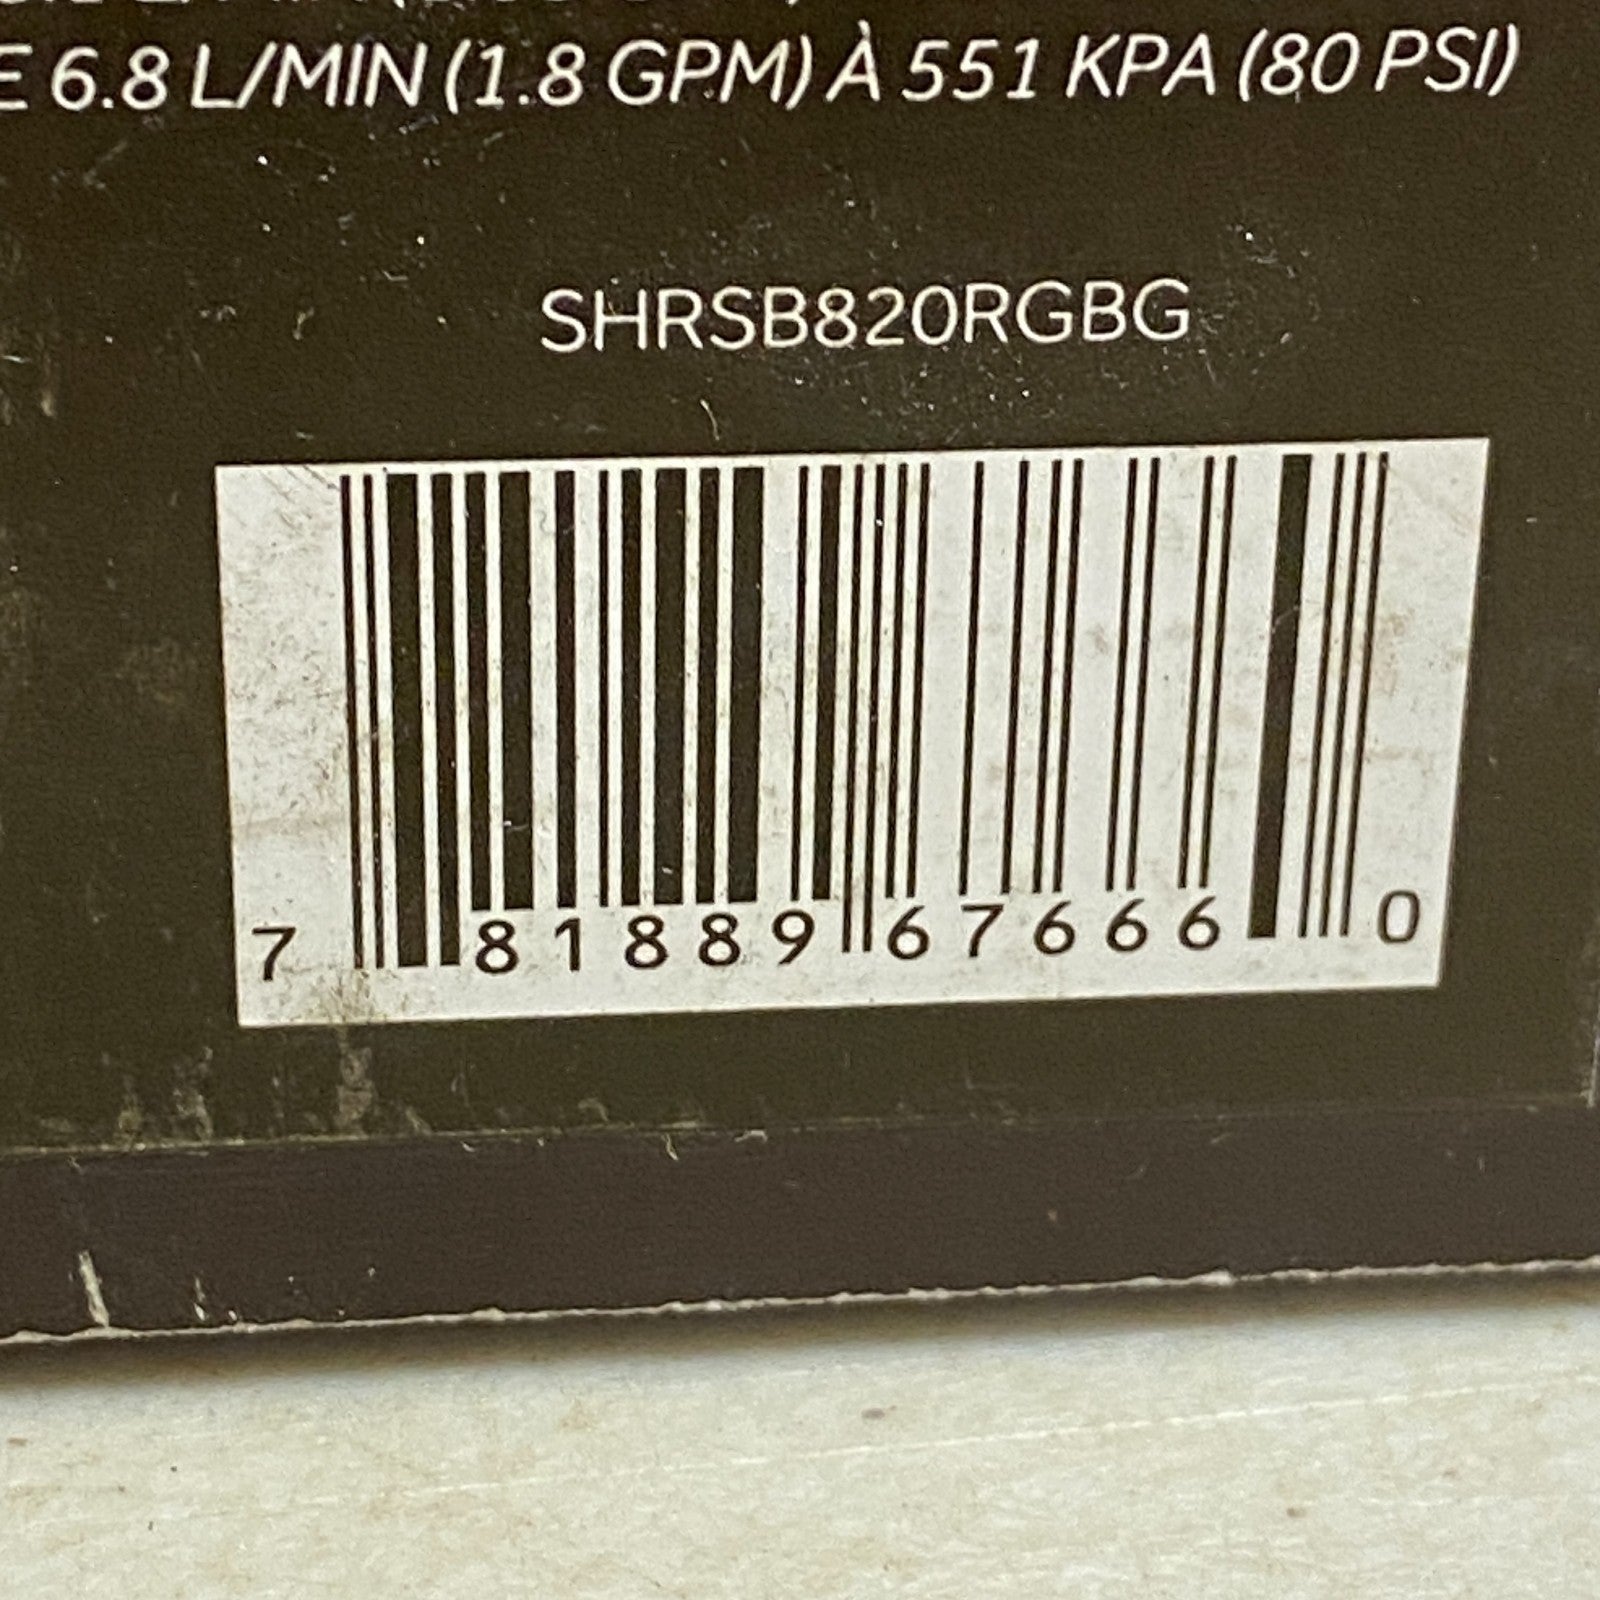 E 6.8 L/MIN (1.8 GPM) À 551 KPA (80 PSI)
SHRSB820RGBG
7 81889 67666 0